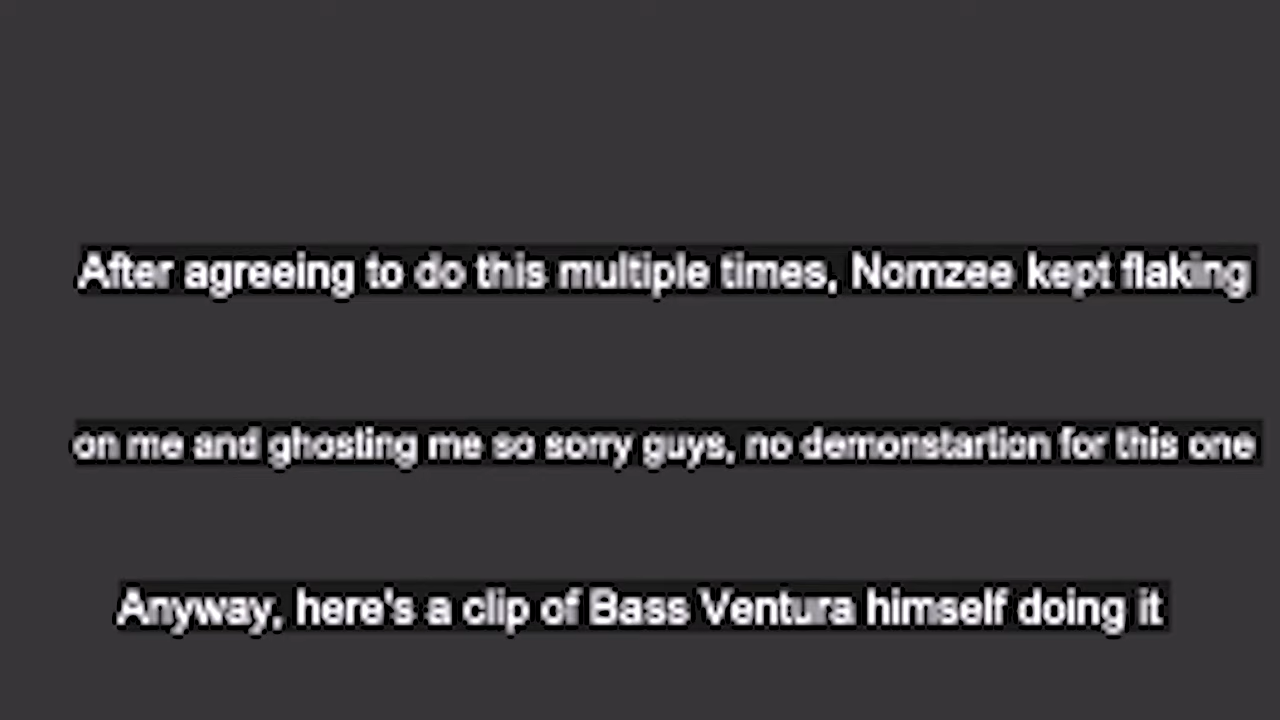 After agreeing to do this multiple times, Nomzee kept flaking
on me and ghosting me so sorry guys, no demonstartion for this one
Anyway, here's a clip of Bass Ventura himself doing it